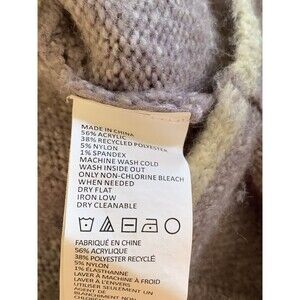 MADE IN CHINA
56% ACRYLIC
38% RECYCLED POLYESTER
5% NYLON
1% SPANDEX
MACHINE WASH COLD
WASH INSIDE OUT
ONLY NON-CHLORINE BLEACH
WHEN NEEDED
DRY FLAT
IRON LOW
DRY CLEANABLE
FABRIQUÉ EN CHINE
56% ACRYLIQUE
38% POLYESTER RECYCLÉ
5% NYLON
1% ÉLASTHANNE
LAVER À LA MACHINE À FROID
LAVER À L'ENVERS
UTILISER SEULEMENT UN
AGENT DE
BLANCHIMENT NON